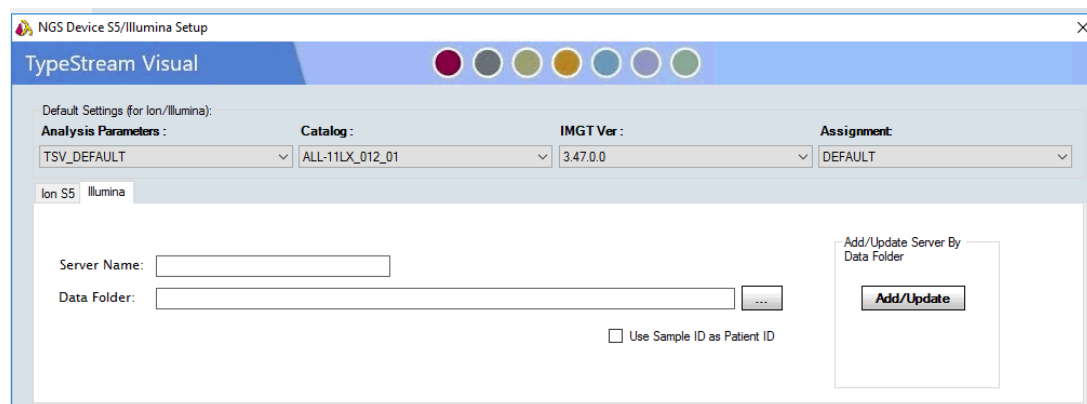 NGS Device S5/Illumina Setup
TypeStream Visual
Default Settings (for Ion/Illumina):
Analysis Parameters : Catalog : IMGT Ver : Assignment:
TSV_DEFAULT ALL-11LX_012_01 3.47.0.0 DEFAULT
Ion S5 Illumina
Add/Update Server By
Data Folder
Server Name:
Data Folder: ... Add/Update
Use Sample ID as Patient ID